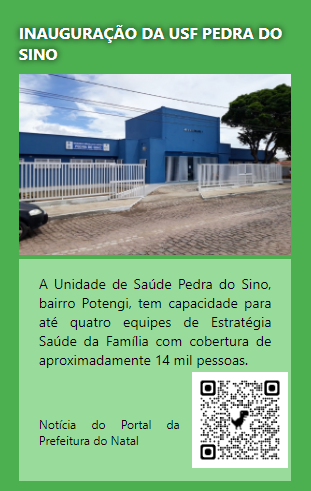 INAUGURAÇÃO DA USF PEDRA DO
SINO
A Unidade de Saúde Pedra do Sino,
bairro Potengi, tem capacidade para
até quatro equipes de Estratégia
Saúde da Família com cobertura de
aproximadamente 14 mil pessoas.
Notícia do Portal da
Prefeitura do Natal